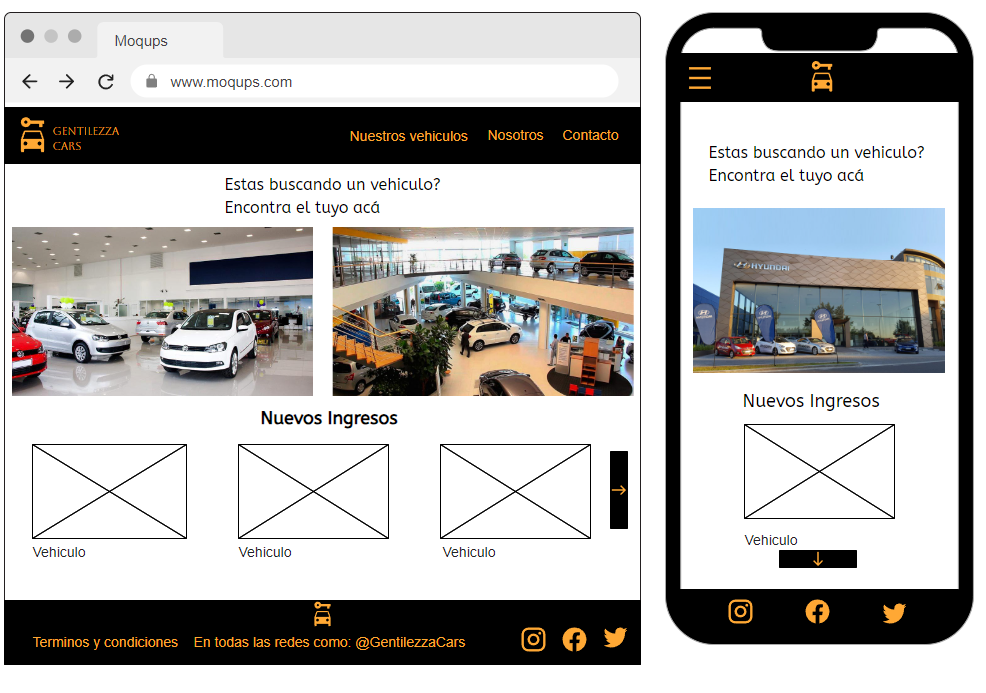 Moqups
www.moqups.com
GENTILEZZA
CARS
Nuestros vehiculos
Nosotros
Contacto
Estas buscando un vehiculo?
Encontra el tuyo acá
Nuevos Ingresos
Vehiculo
Vehiculo
Vehiculo
Terminos y condiciones
En todas las redes como: @GentilezzaCars
Estas buscando un vehiculo?
Encontra el tuyo acá
HYUNDAI
Nuevos Ingresos
Vehiculo